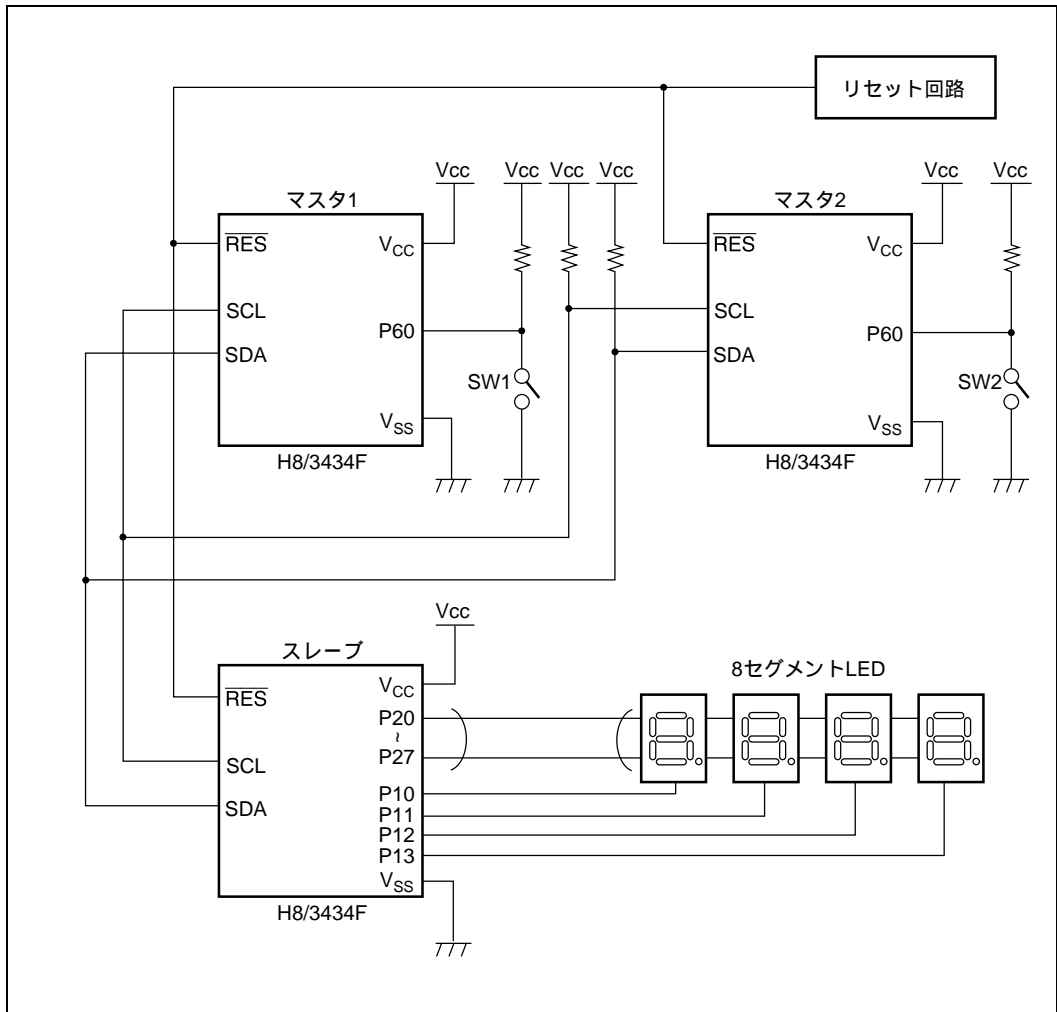 リセット回路
Vcc
Vcc
Vcc
Vcc
Vcc
Vcc
マスタ1
マスタ2
RES
VCC
SCL
P60
SDA
SW1
VSS
H8/3434F
RES
VCC
SCL
P60
SDA
SW2
VSS
H8/3434F
Vcc
スレーブ
8セグメントLED
RES
VCC
P20
~
P27
SCL
P10
SDA
P11
P12
P13
VSS
H8/3434F